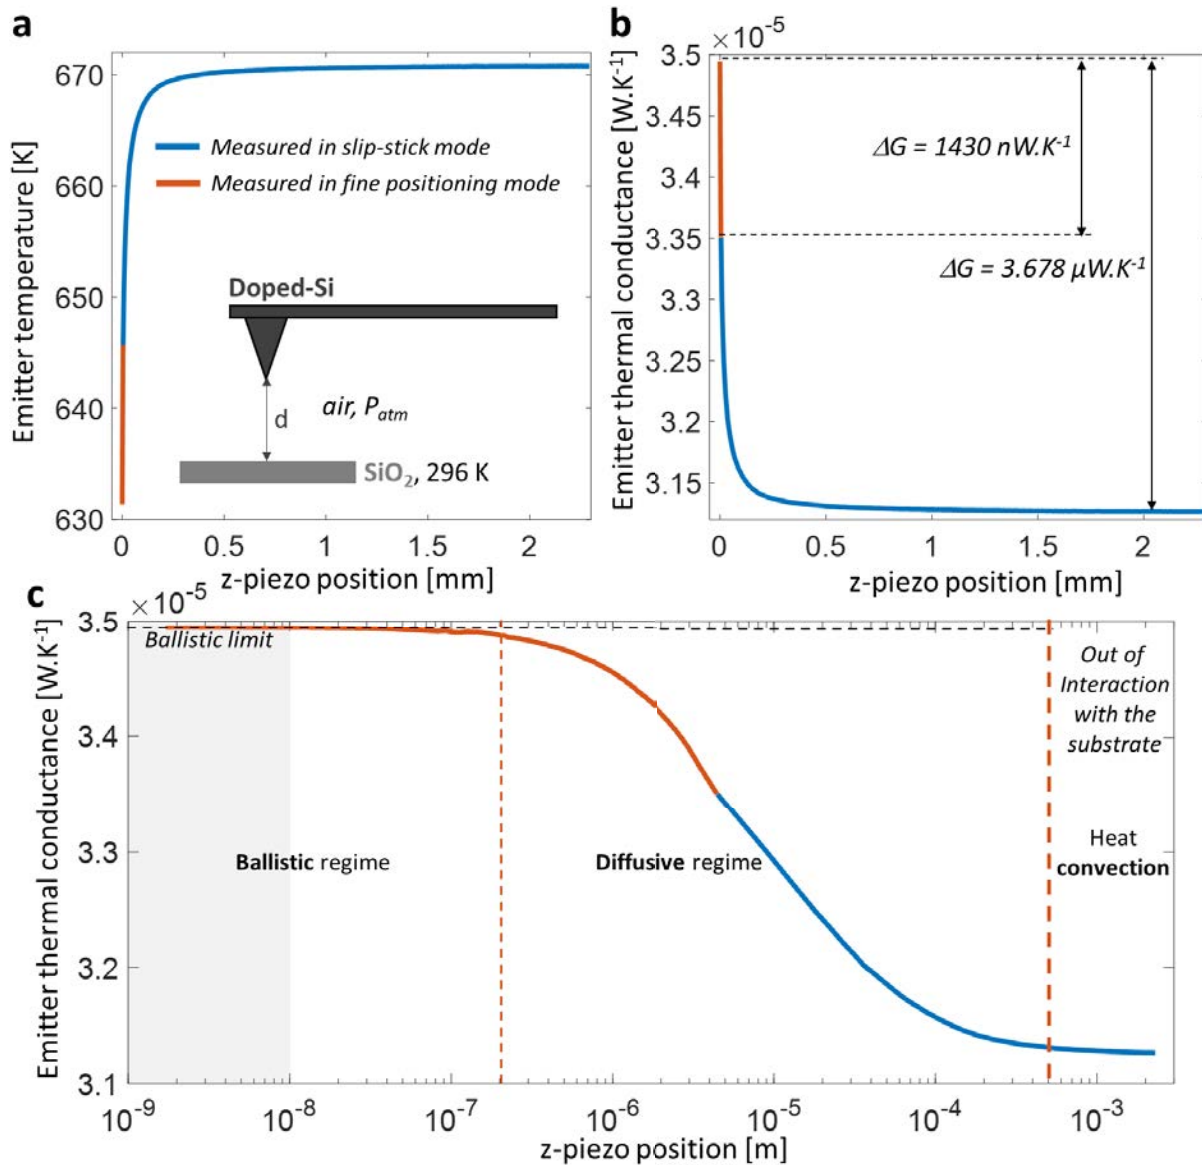 a
Emitter temperature [K]
670
660
650
640
630
Measured in slip-stick mode
Measured in fine positioning mode
Doped-Si
d
air, P_atm
SiO₂, 296 K
0
0.5
1
1.5
2
z-piezo position [mm]
b
×10⁻⁵
Emitter thermal conductance [W.K⁻¹]
3.5
3.45
3.4
3.35
3.3
3.25
3.2
3.15
ΔG = 1430 nW.K⁻¹
ΔG = 3.678 μW.K⁻¹
0
0.5
1
1.5
2
z-piezo position [mm]
c
×10⁻⁵
Emitter thermal conductance [W.K⁻¹]
3.5
3.4
3.3
3.2
3.1
Ballistic limit
Ballistic regime
Diffusive regime
Out of
Interaction
with the
substrate
Heat
convection
10⁻⁹
10⁻⁸
10⁻⁷
10⁻⁶
10⁻⁵
10⁻⁴
10⁻³
z-piezo position [m]